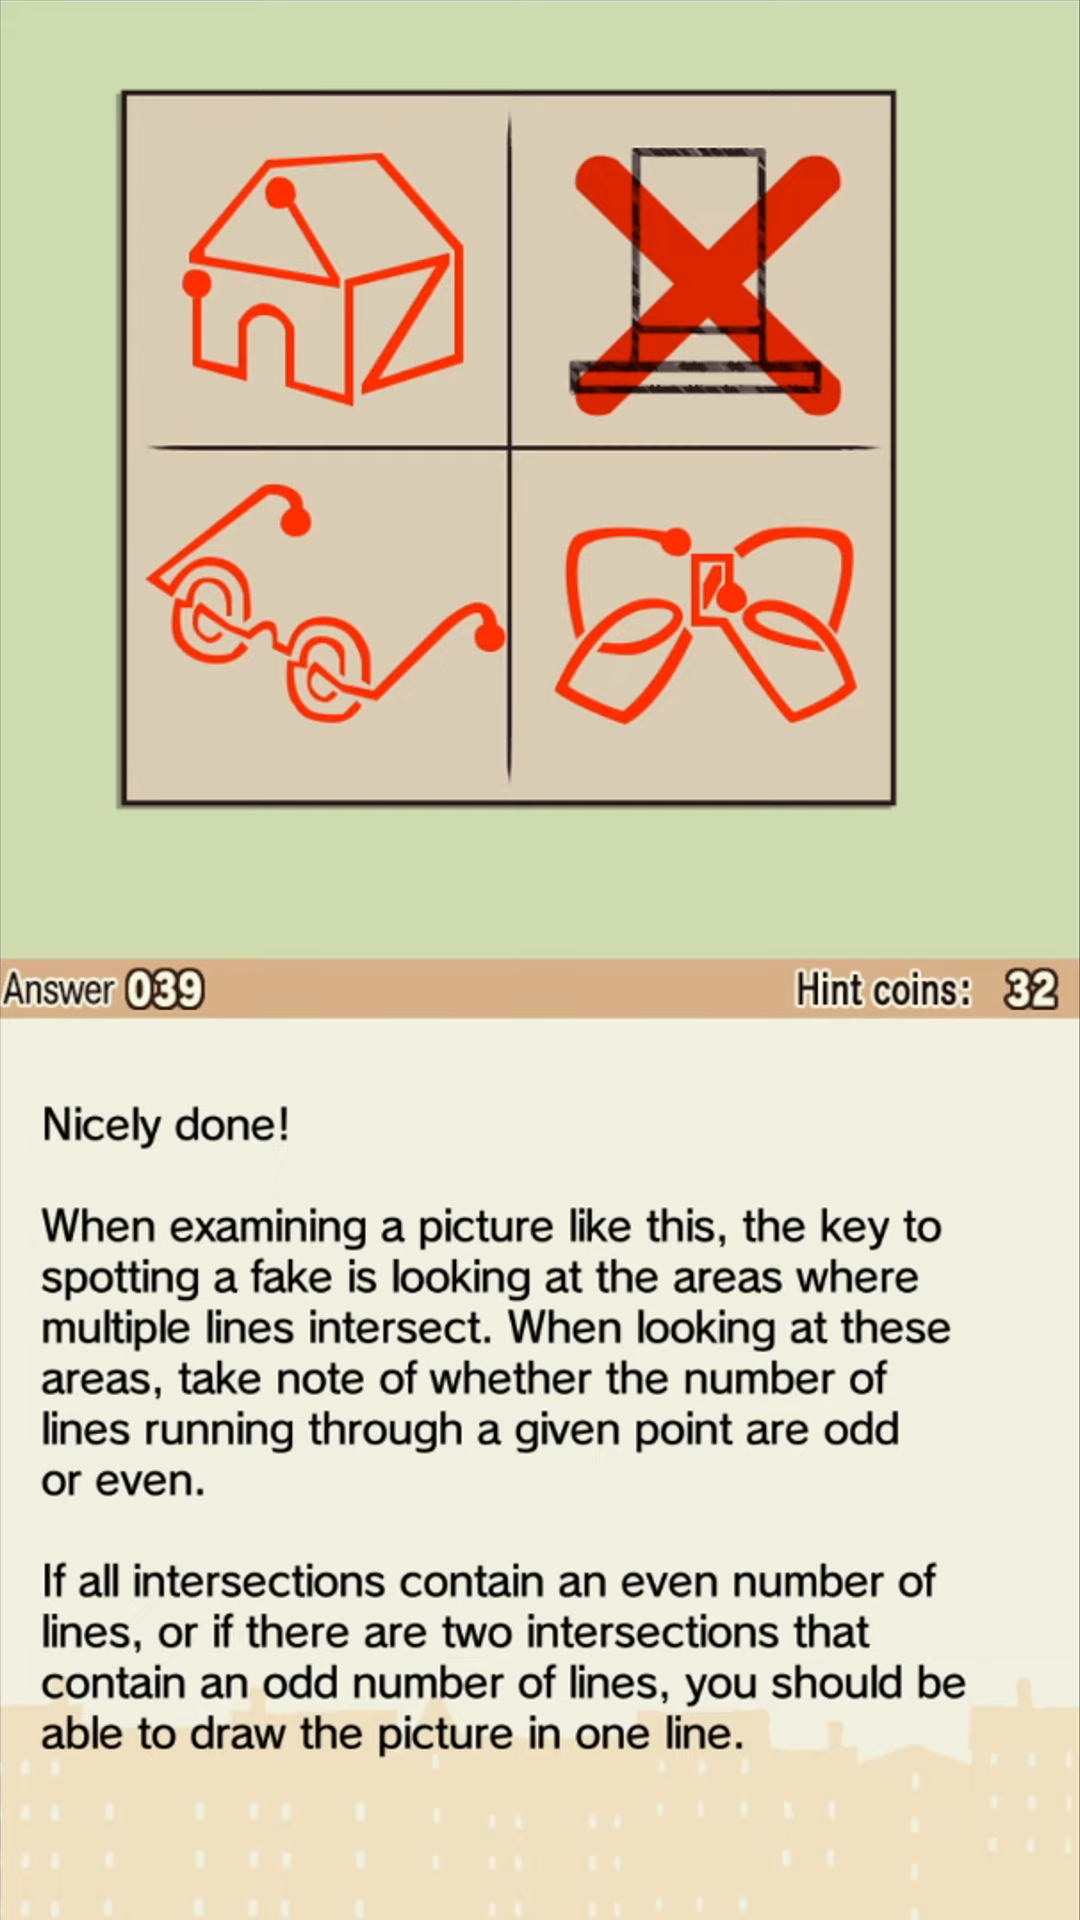 Answer 039
Hint coins: 32
Nicely done!
When examining a picture like this, the key to
spotting a fake is looking at the areas where
multiple lines intersect. When looking at these
areas, take note of whether the number of
lines running through a given point are odd
or even.
If all intersections contain an even number of
lines, or if there are two intersections that
contain an odd number of lines, you should be
able to draw the picture in one line.